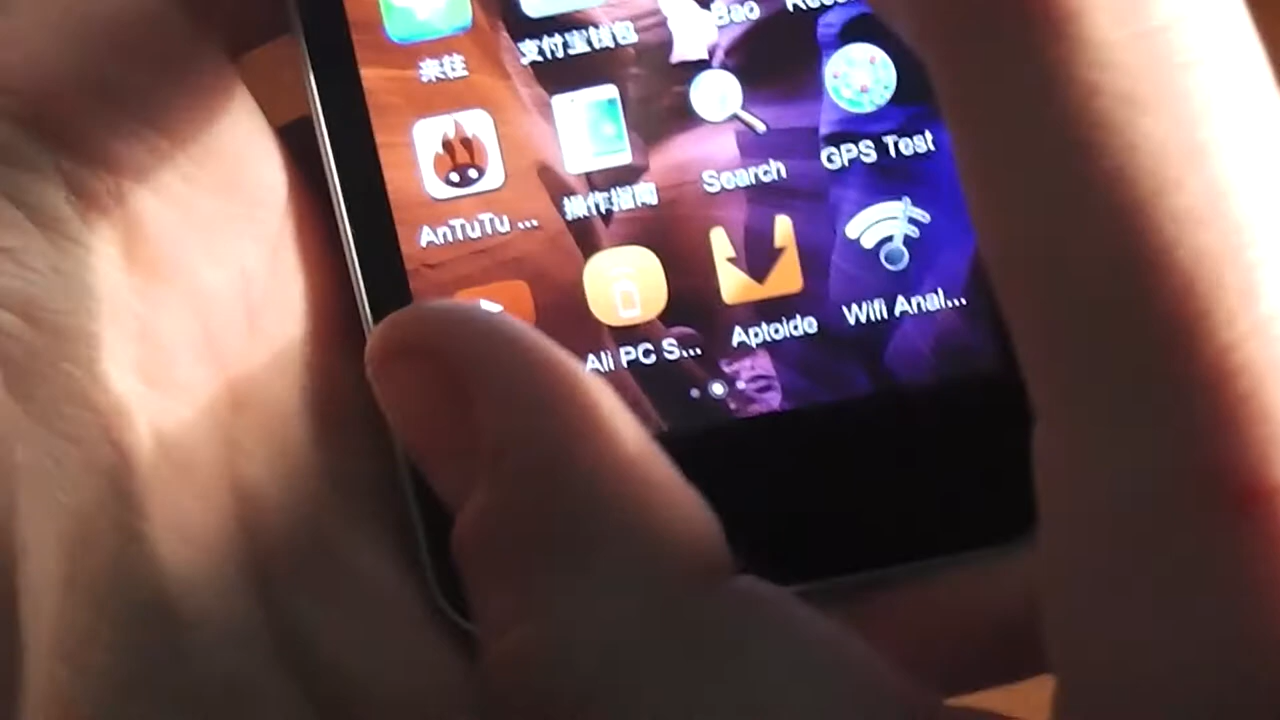 支付宝钱包
Bao
来往
GPS Test
Search
操作指南
AnTuTu ...
Wifi Anal...
Aptoide
Ali PC S...